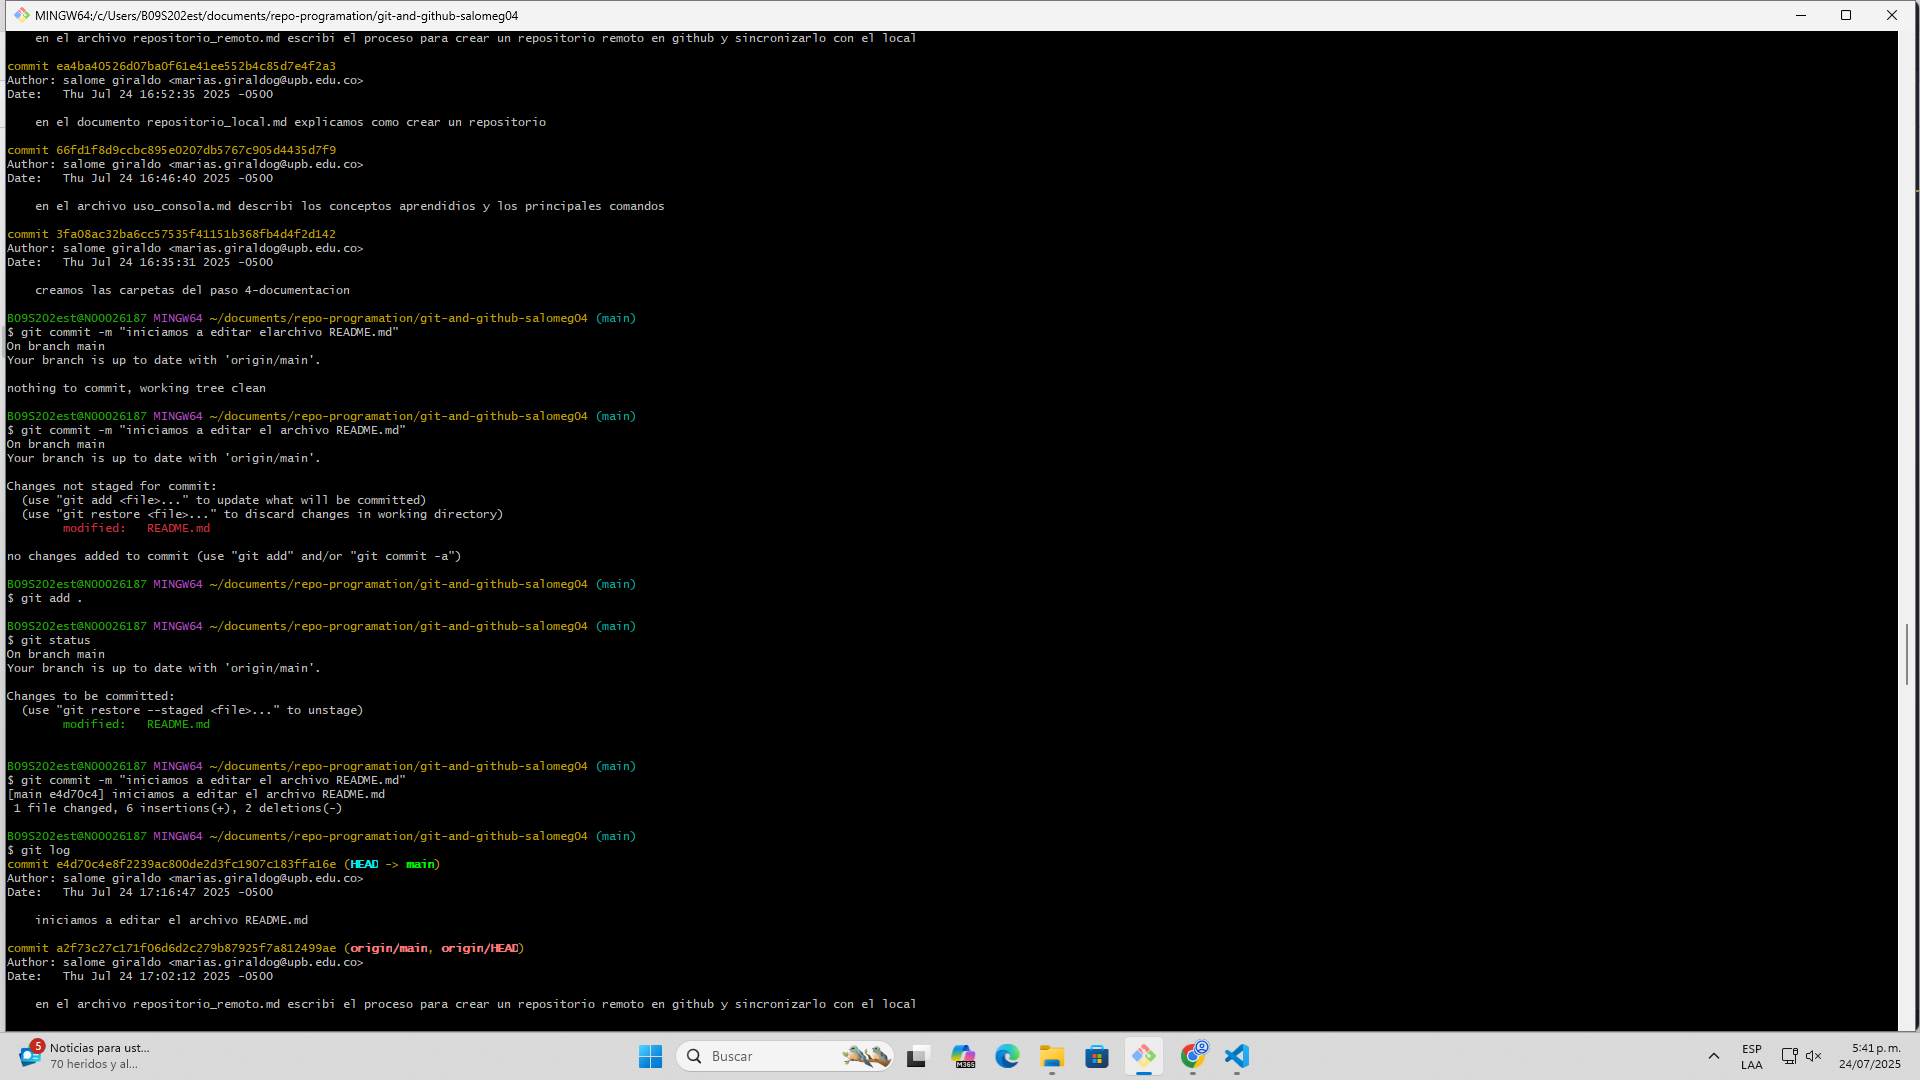 MINGW64:/c/Users/B09S202est/documents/repo-programation/git-and-github-salomeg04
    en el archivo repositorio_remoto.md escribi el proceso para crear un repositorio remoto en github y sincronizarlo con el local
commit ea4ba40526d07ba0f61e41ee552b4c85d7e4f2a3
Author: salome giraldo <marias.giraldog@upb.edu.co>
Date:   Thu Jul 24 16:52:35 2025 -0500
    en el documento repositorio_local.md explicamos como crear un repositorio
commit 66fd1f8d9ccbc895e0207db5767c905d4435d7f9
Author: salome giraldo <marias.giraldog@upb.edu.co>
Date:   Thu Jul 24 16:46:40 2025 -0500
    en el archivo uso_consola.md describi los conceptos aprendidios y los principales comandos
commit 3fa08ac32ba6cc57535f41151b368fb4d4f2d142
Author: salome giraldo <marias.giraldog@upb.edu.co>
Date:   Thu Jul 24 16:35:31 2025 -0500
    creamos las carpetas del paso 4-documentacion
B09S202est@N00026187 MINGW64 ~/documents/repo-programation/git-and-github-salomeg04 (main)
$ git commit -m "iniciamos a editar elarchivo README.md"
On branch main
Your branch is up to date with 'origin/main'.
nothing to commit, working tree clean
B09S202est@N00026187 MINGW64 ~/documents/repo-programation/git-and-github-salomeg04 (main)
$ git commit -m "iniciamos a editar el archivo README.md"
On branch main
Your branch is up to date with 'origin/main'.
Changes not staged for commit:
  (use "git add <file>..." to update what will be committed)
  (use "git restore <file>..." to discard changes in working directory)
        modified:   README.md
no changes added to commit (use "git add" and/or "git commit -a")
B09S202est@N00026187 MINGW64 ~/documents/repo-programation/git-and-github-salomeg04 (main)
$ git add .
B09S202est@N00026187 MINGW64 ~/documents/repo-programation/git-and-github-salomeg04 (main)
$ git status
On branch main
Your branch is up to date with 'origin/main'.
Changes to be committed:
  (use "git restore --staged <file>..." to unstage)
        modified:   README.md
B09S202est@N00026187 MINGW64 ~/documents/repo-programation/git-and-github-salomeg04 (main)
$ git commit -m "iniciamos a editar el archivo README.md"
[main e4d70c4] iniciamos a editar el archivo README.md
 1 file changed, 6 insertions(+), 2 deletions(-)
B09S202est@N00026187 MINGW64 ~/documents/repo-programation/git-and-github-salomeg04 (main)
$ git log
commit e4d70c4e8f2239ac800de2d3fc1907c183ffa16e (HEAD -> main)
Author: salome giraldo <marias.giraldog@upb.edu.co>
Date:   Thu Jul 24 17:16:47 2025 -0500
    iniciamos a editar el archivo README.md
commit a2f73c27c171f06d6d2c279b87925f7a812499ae (origin/main, origin/HEAD)
Author: salome giraldo <marias.giraldog@upb.edu.co>
Date:   Thu Jul 24 17:02:12 2025 -0500
    en el archivo repositorio_remoto.md escribi el proceso para crear un repositorio remoto en github y sincronizarlo con el local
5
Noticias para ust...
70 heridos y al...
Buscar
M365
ESP
LAA
5:41 p. m.
24/07/2025